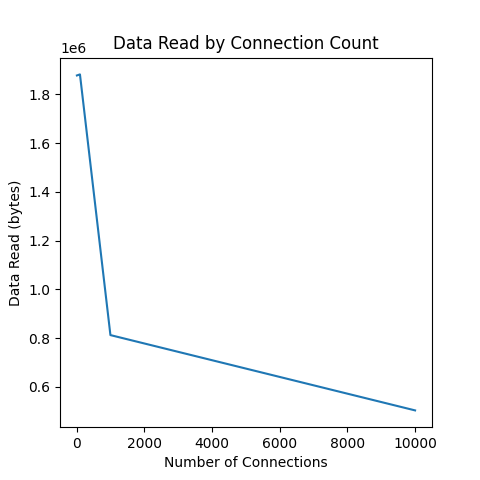 Data Read by Connection Count
1e6
1.8
1.6
1.4
1.2
1.0
0.8
0.6
Data Read (bytes)
0 2000 4000 6000 8000 10000
Number of Connections